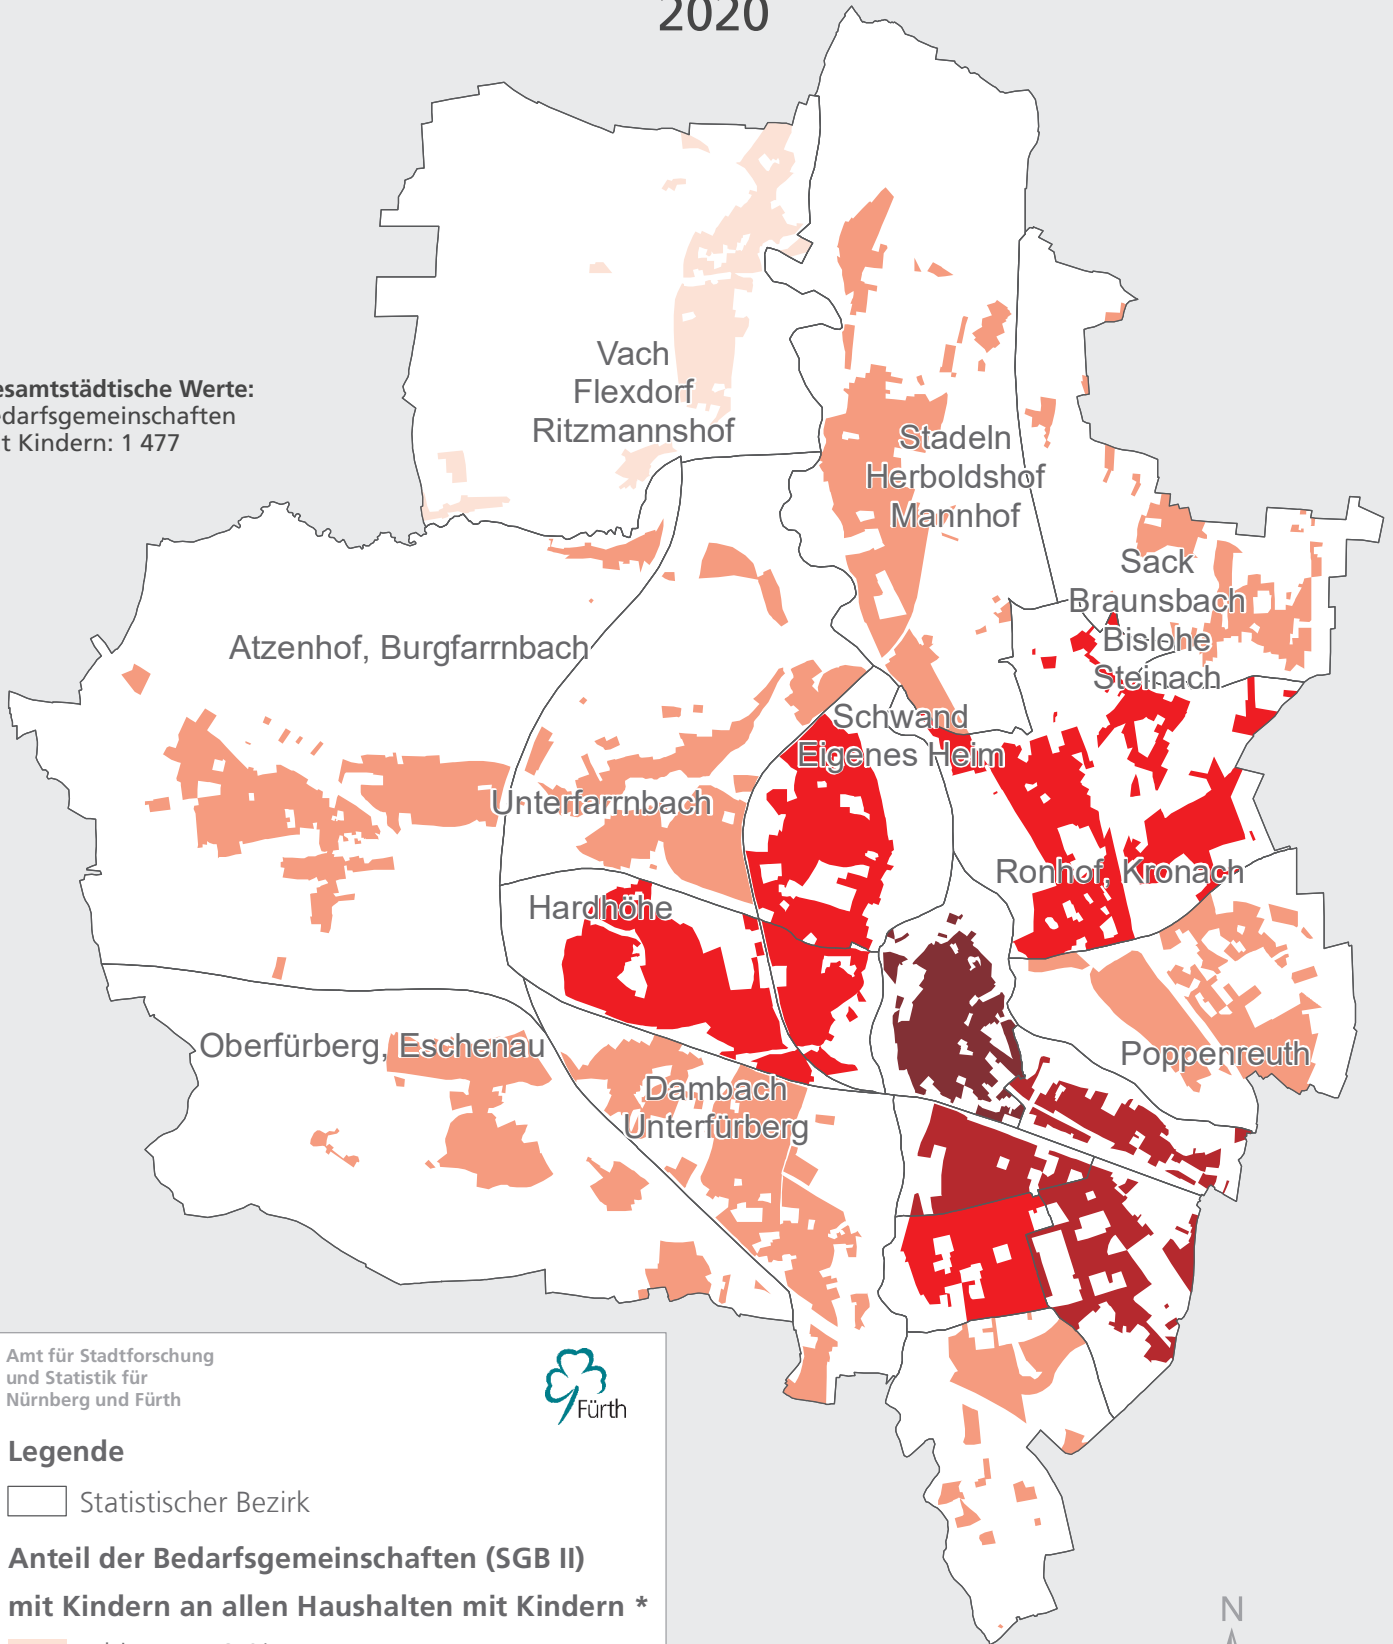 2020
esamtstädtische Werte:
edarfsgemeinschaften
t Kindern: 1 477
Vach
Flexdorf
Ritzmannshof
Stadeln
Herboldshof
Mannhof
Sack
Braunsbach
Bislohe
Steinach
Atzenhof, Burgfarrnbach
Schwand
Eigenes Heim
Unterfarrnbach
Ronhof, Kronach
Hardhöhe
Oberfürberg, Eschenau
Poppenreuth
Dambach
Unterfürberg
Amt für Stadtforschung
und Statistik für
Nürnberg und Fürth
Fürth
Legende
Statistischer Bezirk
Anteil der Bedarfsgemeinschaften (SGB II)
mit Kindern an allen Haushalten mit Kindern *
N